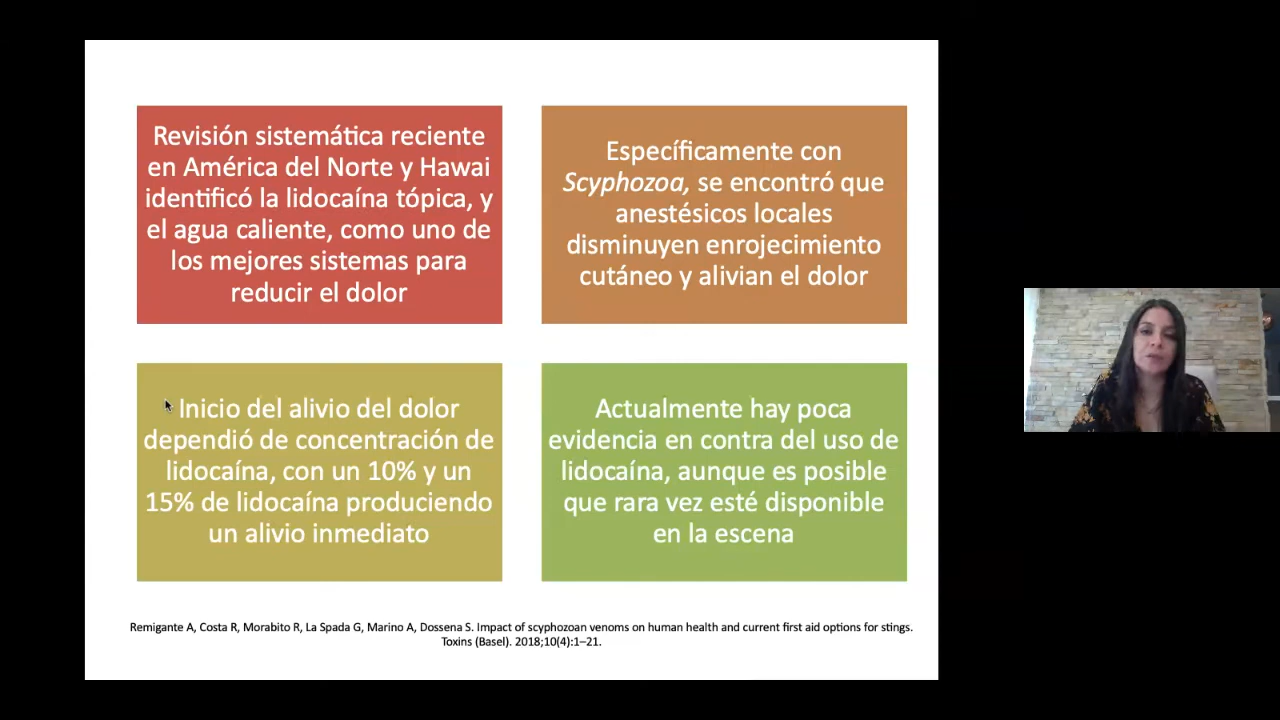 Revisión sistemática reciente
en América del Norte y Hawai
identificó la lidocaína tópica, y
el agua caliente, como uno de
los mejores sistemas para
reducir el dolor
Específicamente con
Scyphozoa, se encontró que
anestésicos locales
disminuyen enrojecimiento
cutáneo y alivian el dolor
Inicio del alivio del dolor
dependió de concentración de
lidocaína, con un 10% y un
15% de lidocaína produciendo
un alivio inmediato
Actualmente hay poca
evidencia en contra del uso de
lidocaína, aunque es posible
que rara vez esté disponible
en la escena
Remigante A, Costa R, Morabito R, La Spada G, Marino A, Dossena S. Impact of scyphozoan venoms on human health and current first aid options for stings.
Toxins (Basel). 2018;10(4):1–21.